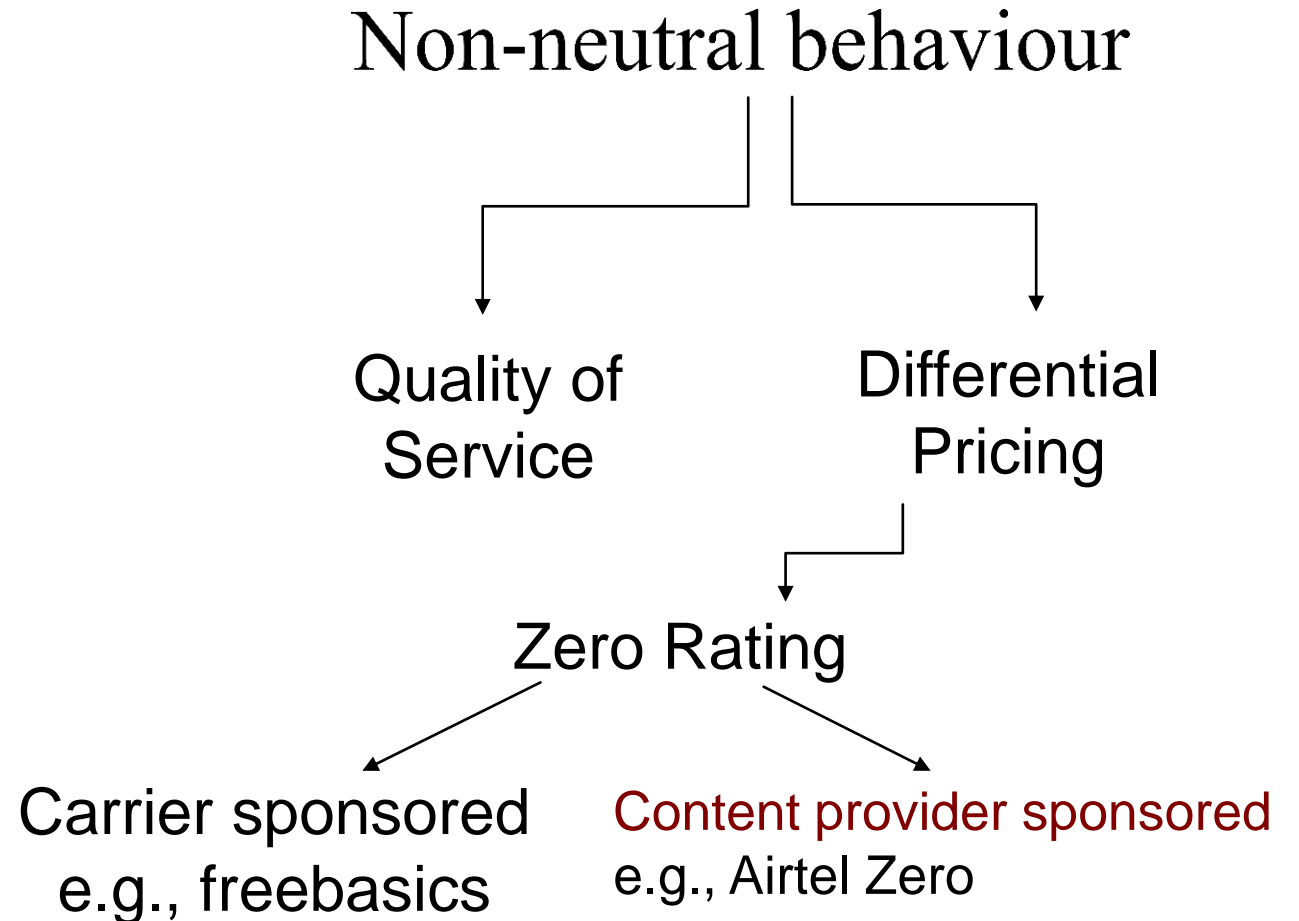 Non-neutral behaviour
Quality of
Service
Differential
Pricing
Zero Rating
Carrier sponsored
e.g., freebasics
Content provider sponsored
e.g., Airtel Zero